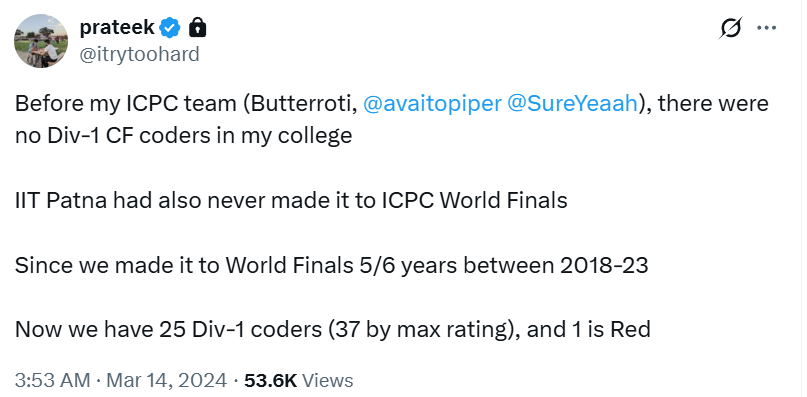 prateek
@itrytoohard
Before my ICPC team (Butterroti, @avaitopiper @SureYeaah), there were
no Div-1 CF coders in my college
IIT Patna had also never made it to ICPC World Finals
Since we made it to World Finals 5/6 years between 2018-23
Now we have 25 Div-1 coders (37 by max rating), and 1 is Red
3:53 AM · Mar 14, 2024 · 53.6K Views